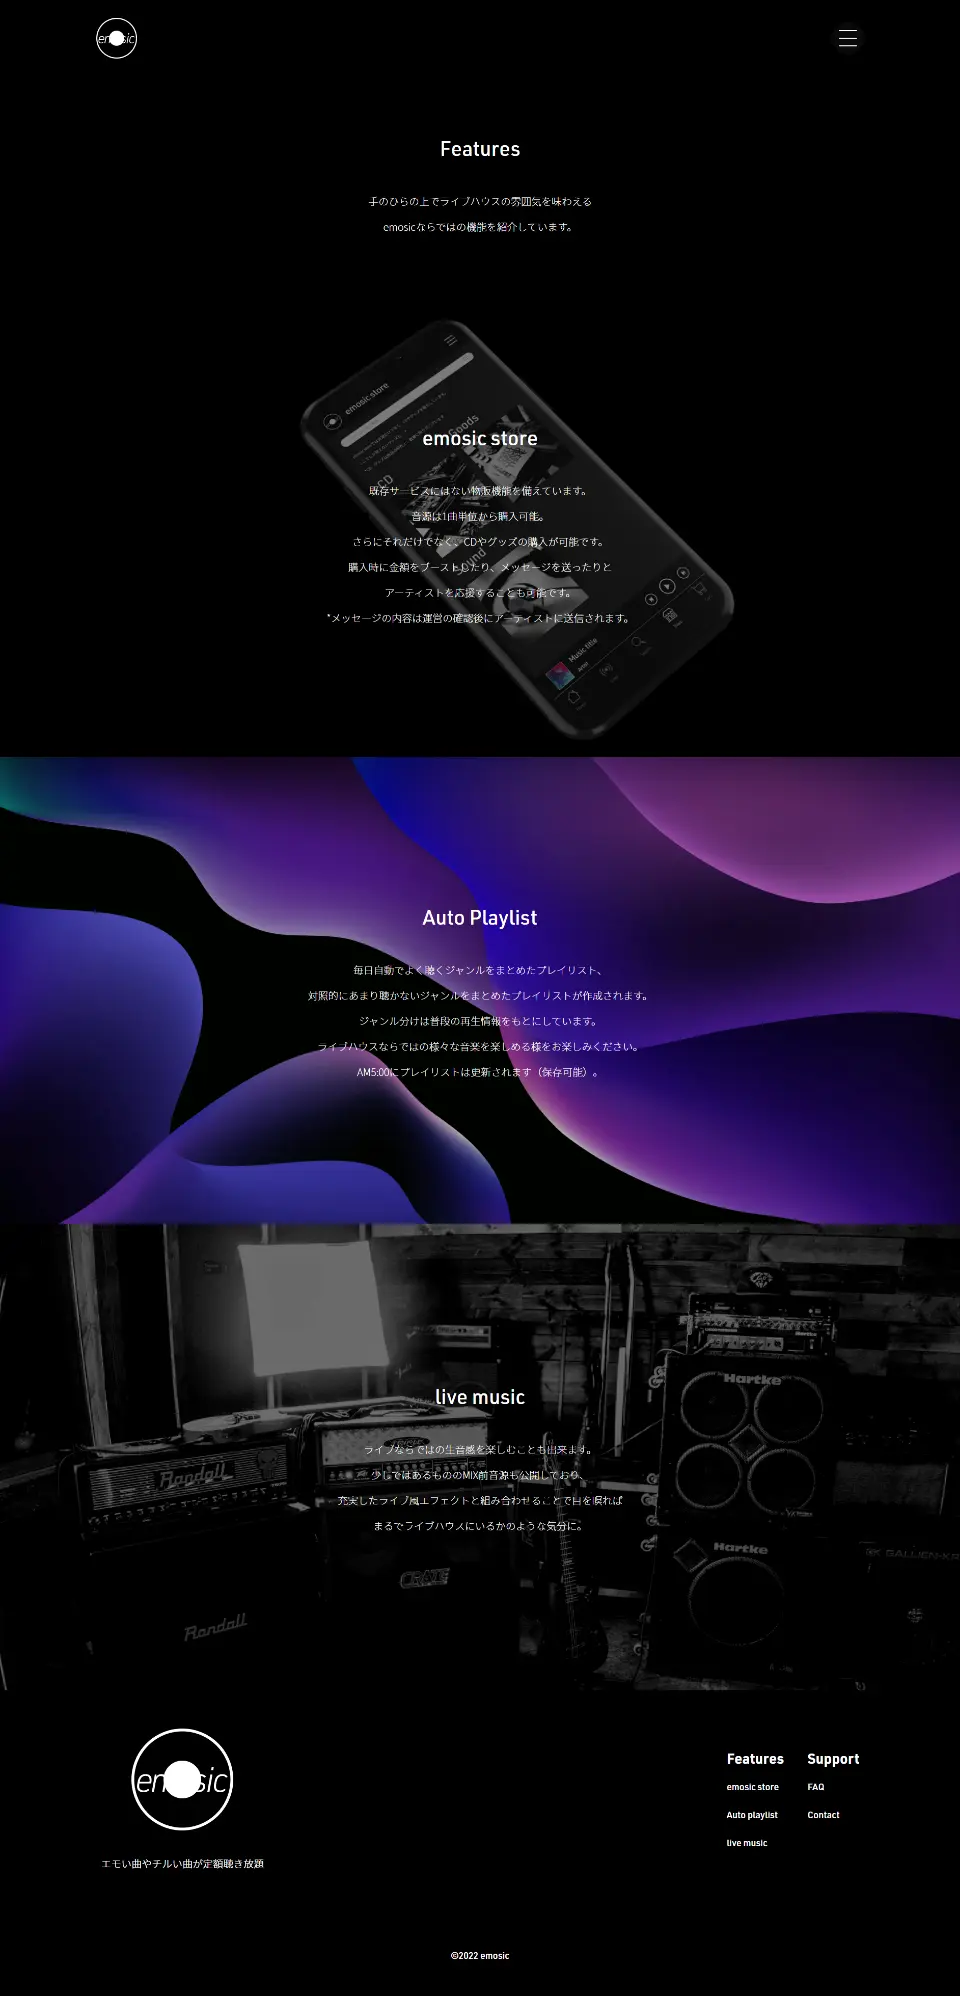 emosic
Features
手のひらの上でライブハウスの雰囲気を味わえる
emosicならではの機能を紹介しています。
emosic store
Goods
CD
Sound
Music title
emosic store
既存サービスにはない物販機能を備えています。
音源は1曲単位から購入可能。
さらにそれだけでなく、CDやグッズの購入が可能です。
購入時に金額をブーストしたり、メッセージを送ったりと
アーティストを応援することも可能です。
*メッセージの内容は運営の確認後にアーティストに送信されます。
Auto Playlist
毎日自動でよく聴くジャンルをまとめたプレイリスト、
対照的にあまり聴かないジャンルをまとめたプレイリストが作成されます。
ジャンル分けは普段の再生情報をもとにしています。
ライブハウスならではの様々な音楽を楽しめる様をお楽しみください。
AM5:00にプレイリストは更新されます（保存可能）。
live music
ライブならではの生音感を楽しむことも出来ます。
少しではあるもののMIX前音源も公開しており、
充実したライブ風エフェクトと組み合わせることで目を瞑れば
まるでライブハウスにいるかのような気分に。
Hartke
Randall
Hartke
CRATE
Randall
emosic
エモい曲やチルい曲が定額聴き放題
Features
emosic store
Auto playlist
live music
Support
FAQ
Contact
©2022 emosic